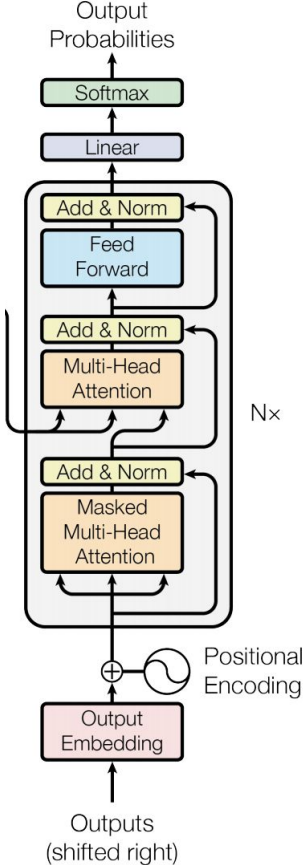 Output
Probabilities
Softmax
Linear
Add & Norm
Feed
Forward
Add & Norm
Multi-Head
Attention
N×
Add & Norm
Masked
Multi-Head
Attention
Positional
Encoding
Output
Embedding
Outputs
(shifted right)